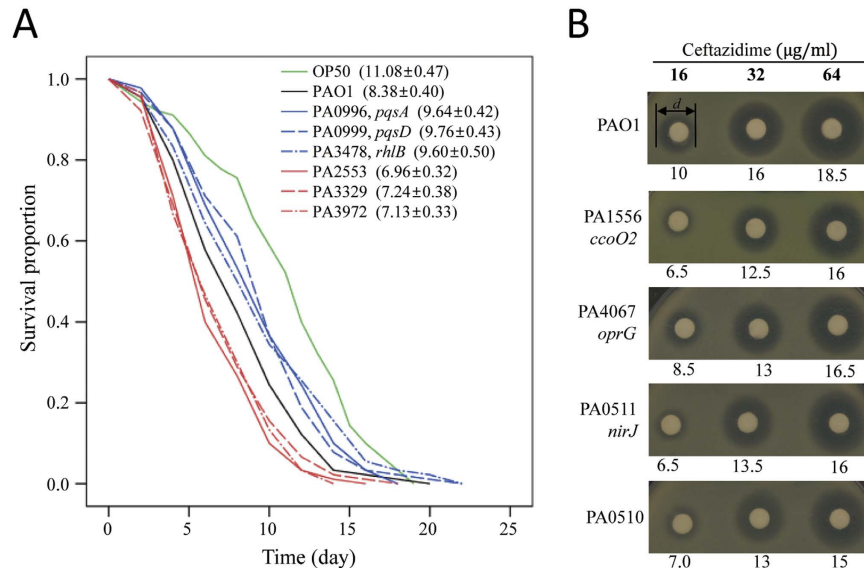 A
Survival proportion
1.0
0.8
0.6
0.4
0.2
0.0
0
5
10
15
20
25
Time (day)
OP50 (11.08±0.47)
PAO1 (8.38±0.40)
PA0996, pqsA (9.64±0.42)
PA0999, pqsD (9.76±0.43)
PA3478, rhlB (9.60±0.50)
PA2553 (6.96±0.32)
PA3329 (7.24±0.38)
PA3972 (7.13±0.33)
B
Ceftazidime (μg/ml)
16 32 64
PAO1
d
10 16 18.5
PA1556
ccoO2
6.5 12.5 16
PA4067
oprG
8.5 13 16.5
PA0511
nirJ
6.5 13.5 16
PA0510
7.0 13 15